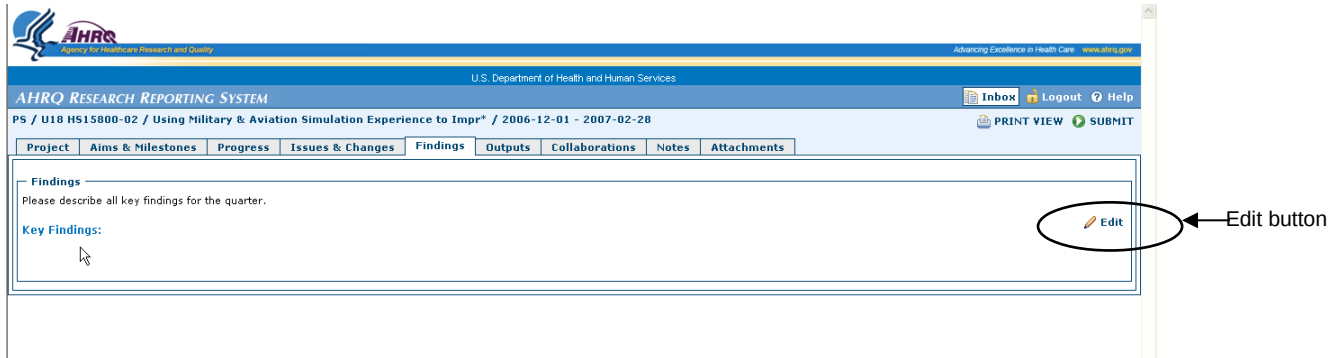 AHRQ
Agency for Healthcare Research and Quality
Advancing Excellence in Health Care www.ahrq.gov
U.S. Department of Health and Human Services
AHRQ RESEARCH REPORTING SYSTEM
Inbox Logout ? Help
PS / U18 HS15800-02 / Using Military & Aviation Simulation Experience to Impr* / 2006-12-01 - 2007-02-28
PRINT VIEW SUBMIT
Project Aims & Milestones Progress Issues & Changes Findings Outputs Collaborations Notes Attachments
Findings
Please describe all key findings for the quarter.
Edit
Edit button
Key Findings: